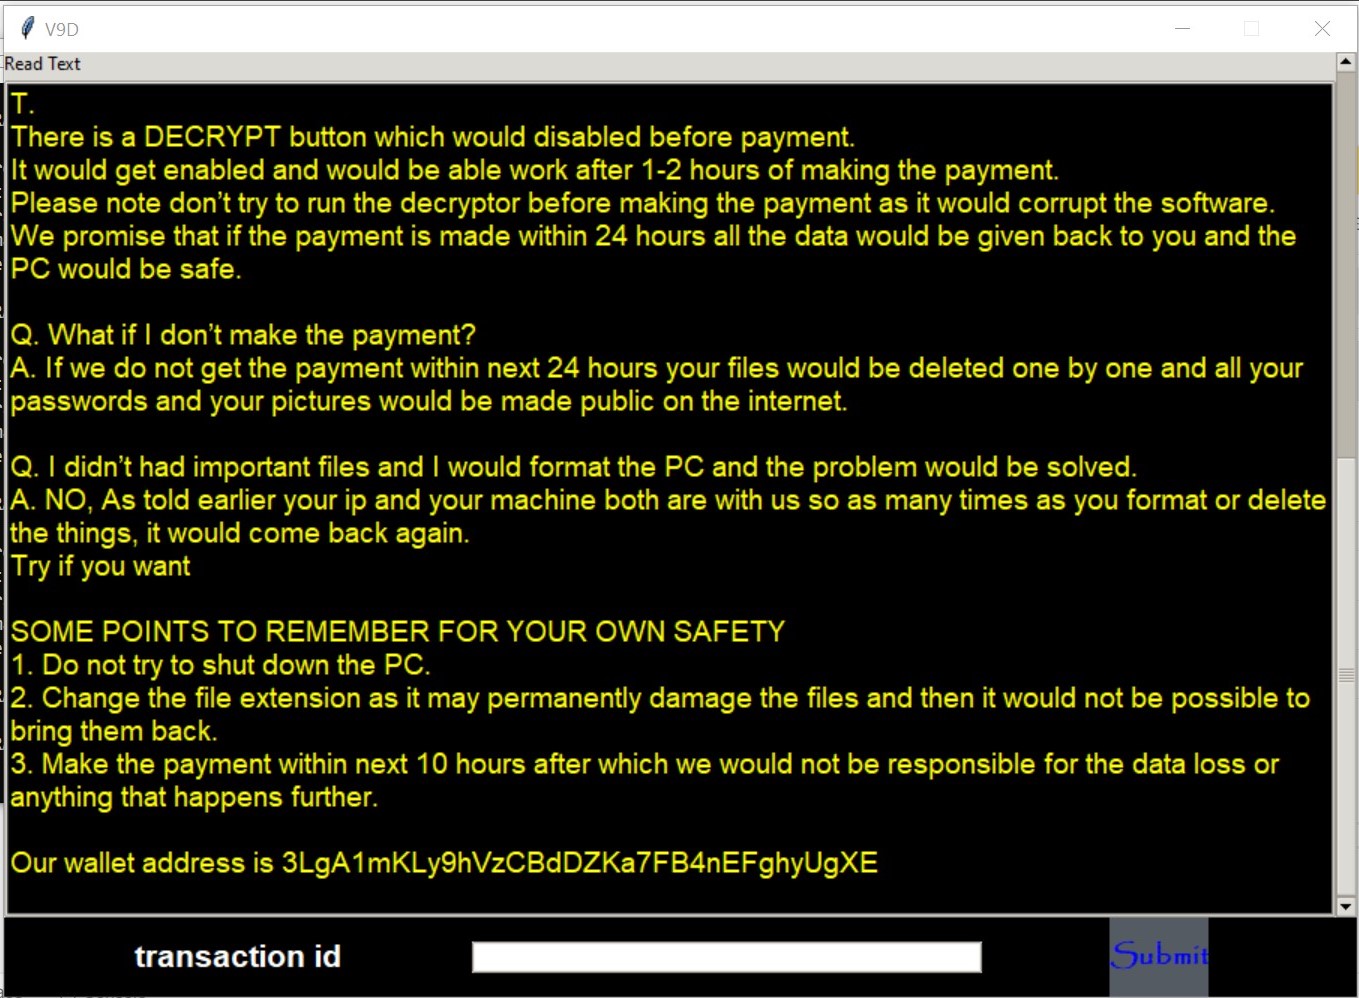 V9D
Read Text
T.
There is a DECRYPT button which would disabled before payment.
It would get enabled and would be able work after 1-2 hours of making the payment.
Please note don’t try to run the decryptor before making the payment as it would corrupt the software.
We promise that if the payment is made within 24 hours all the data would be given back to you and the
PC would be safe.
Q. What if I don’t make the payment?
A. If we do not get the payment within next 24 hours your files would be deleted one by one and all your
passwords and your pictures would be made public on the internet.
Q. I didn’t had important files and I would format the PC and the problem would be solved.
A. NO, As told earlier your ip and your machine both are with us so as many times as you format or delete
the things, it would come back again.
Try if you want
SOME POINTS TO REMEMBER FOR YOUR OWN SAFETY
1. Do not try to shut down the PC.
2. Change the file extension as it may permanently damage the files and then it would not be possible to
bring them back.
3. Make the payment within next 10 hours after which we would not be responsible for the data loss or
anything that happens further.
Our wallet address is 3LgA1mKLy9hVzCBdDZKa7FB4nEFghyUgXE
transaction id
Submit